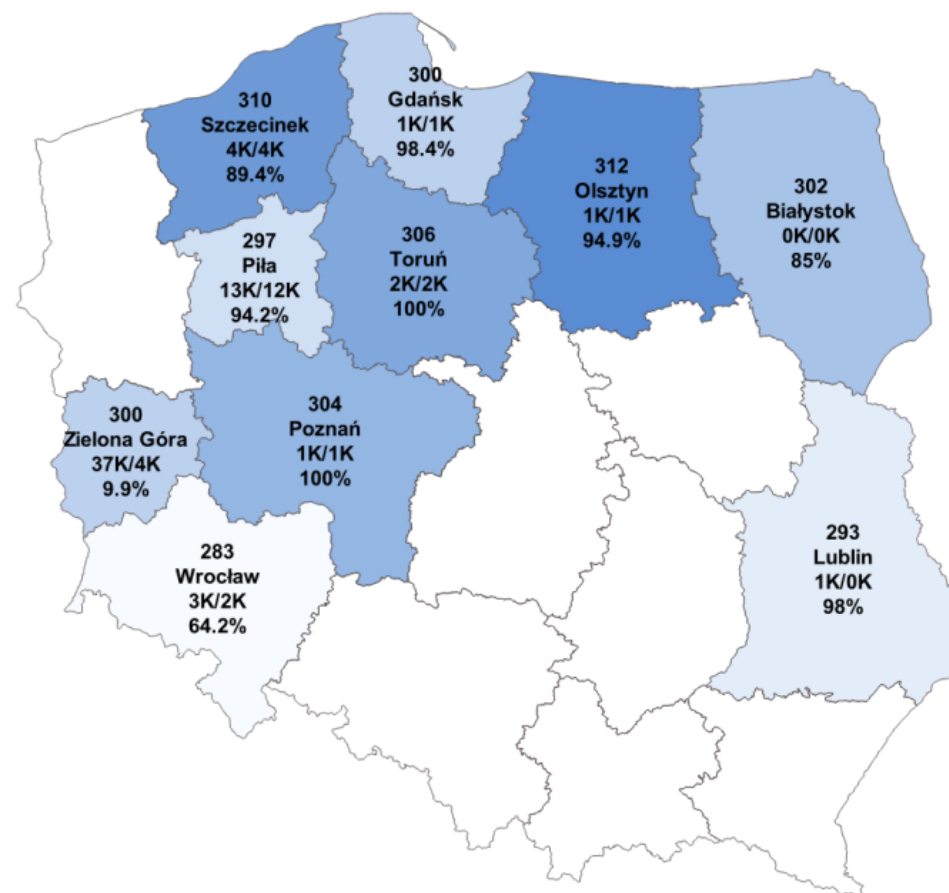 300
Gdańsk
1K/1K
98.4%
310
Szczecinek
4K/4K
89.4%
312
Olsztyn
1K/1K
94.9%
302
Białystok
0K/0K
85%
297
Piła
13K/12K
94.2%
306
Toruń
2K/2K
100%
300
Zielona Góra
37K/4K
9.9%
304
Poznań
1K/1K
100%
283
Wrocław
3K/2K
64.2%
293
Lublin
1K/0K
98%